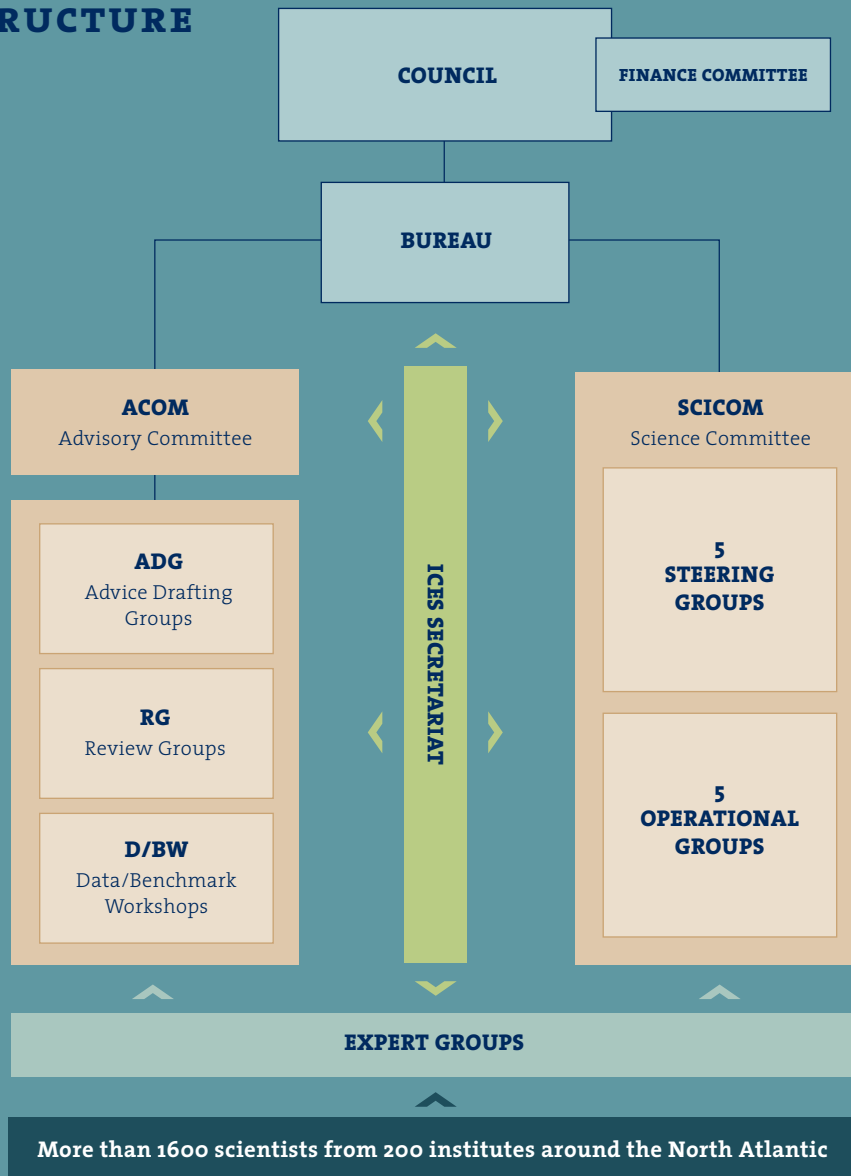 RUCTURE
COUNCIL
FINANCE COMMITTEE
BUREAU
ACOM
Advisory Committee
SCICOM
Science Committee
ADG
Advice Drafting
Groups
RG
Review Groups
D/BW
Data/Benchmark
Workshops
ICES SECRETARIAT
5
STEERING
GROUPS
5
OPERATIONAL
GROUPS
EXPERT GROUPS
More than 1600 scientists from 200 institutes around the North Atlantic